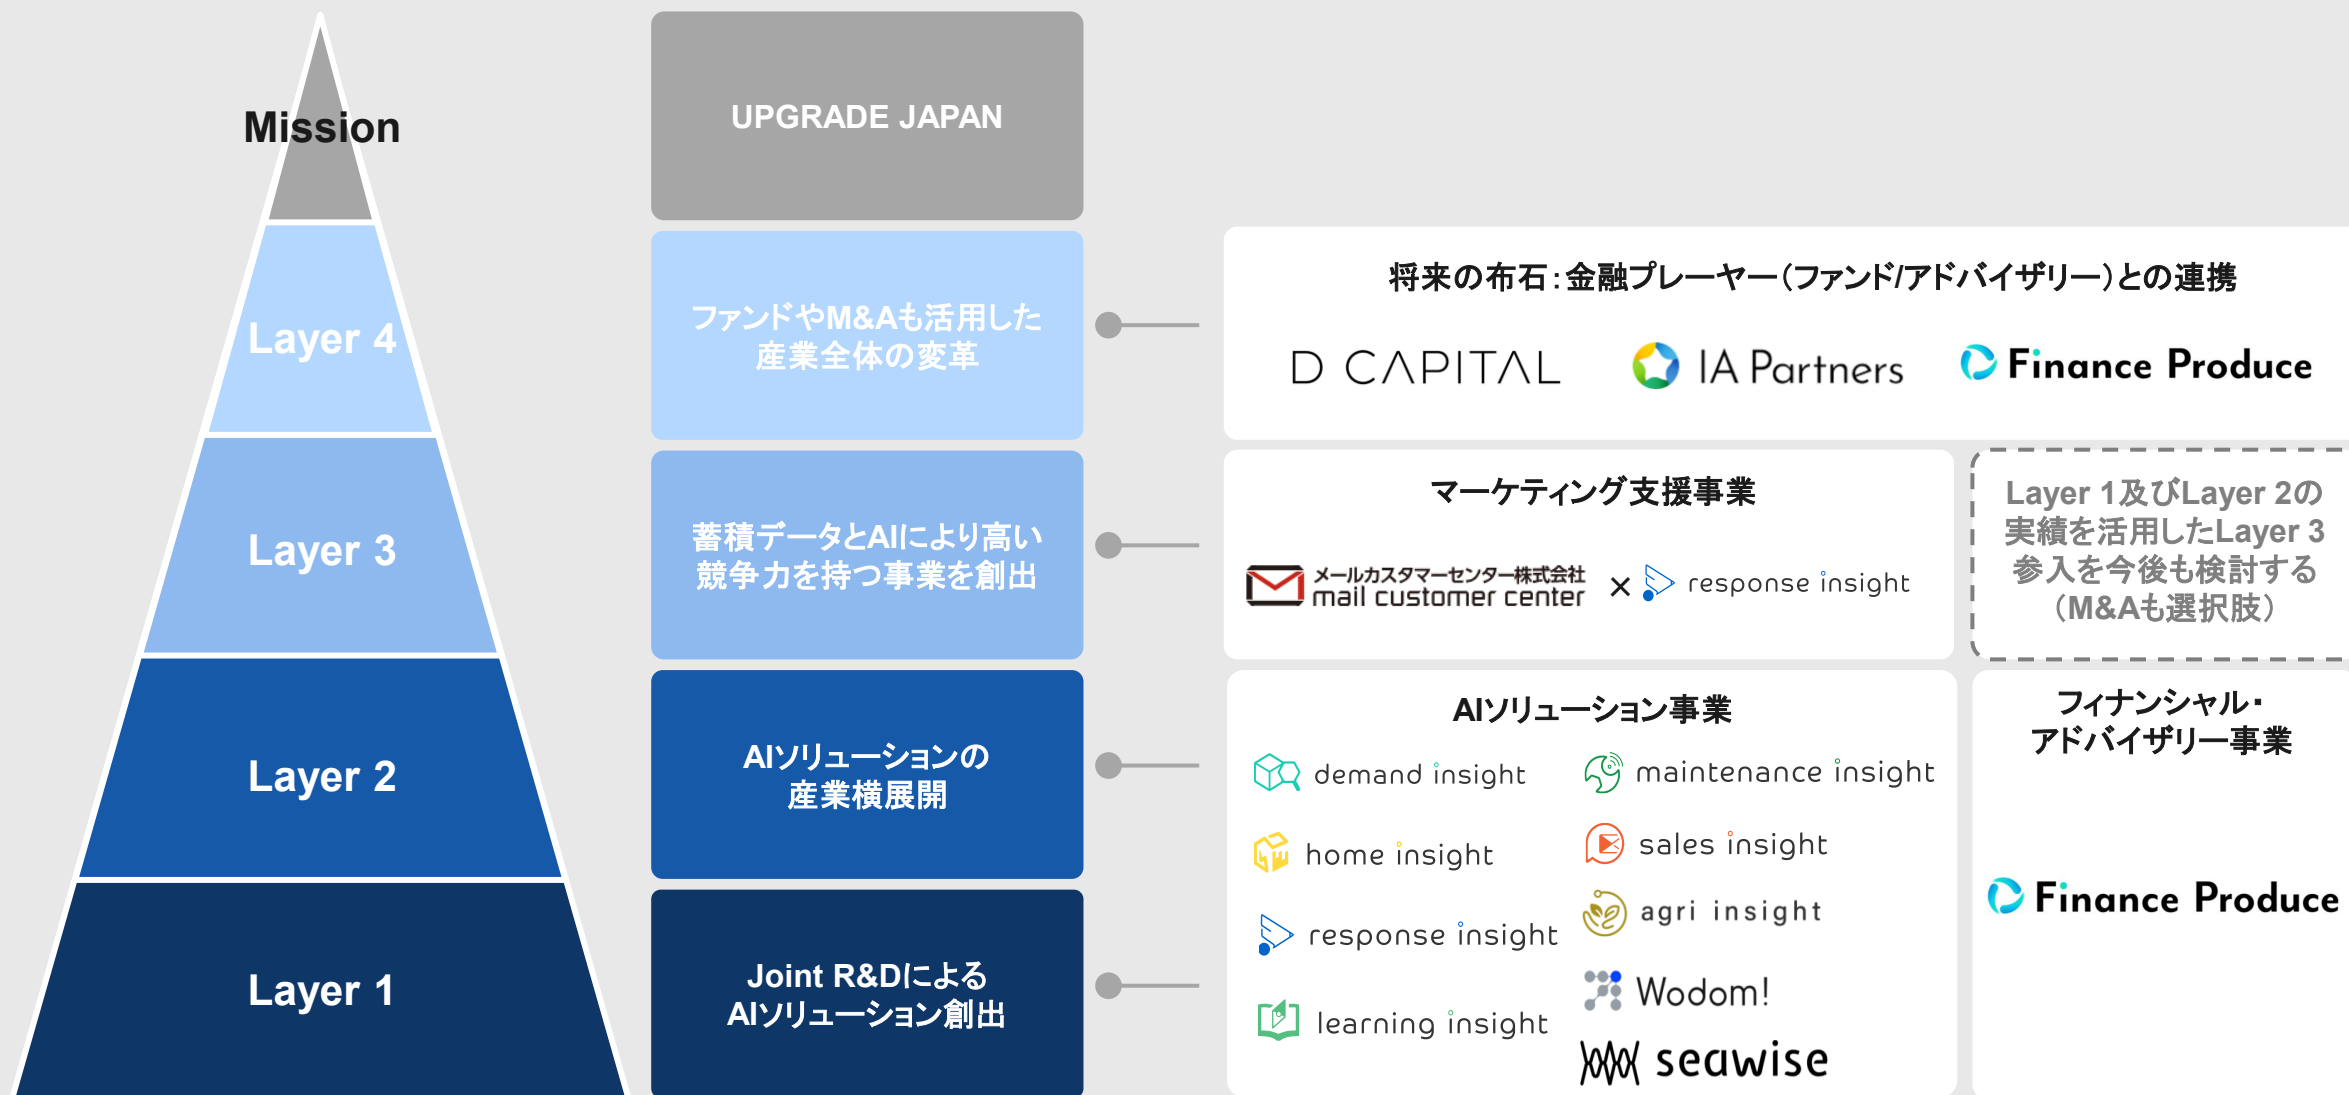 Mission
UPGRADE JAPAN
Layer 4
ファンドやM&Aも活用した
産業全体の変革
将来の布石：金融プレーヤー（ファンド/アドバイザリー）との連携
D CAPITAL
IA Partners
Finance Produce
Layer 3
蓄積データとAIにより高い
競争力を持つ事業を創出
マーケティング支援事業
メールカスタマーセンター株式会社
mail customer center
×
response insight
Layer 1及びLayer 2の
実績を活用したLayer 3
参入を今後も検討する
（M&Aも選択肢）
Layer 2
AIソリューションの
産業横展開
Layer 1
Joint R&Dによる
AIソリューション創出
AIソリューション事業
demand insight
home insight
response insight
learning insight
maintenance insight
sales insight
agri insight
Wodom!
seawise
フィナンシャル・
アドバイザリー事業
Finance Produce